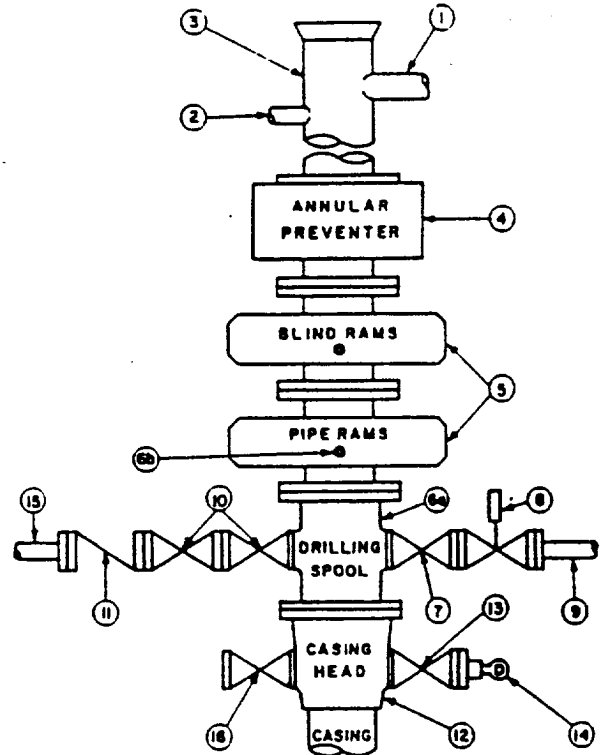 1
3
2
ANNULAR
PREVENTER
4
BLIND RAMS
5
PIPE RAMS
6b
6a
8
15
10
DRILLING
SPOOL
11
7
9
13
CASING
HEAD
16
12
14
CASING